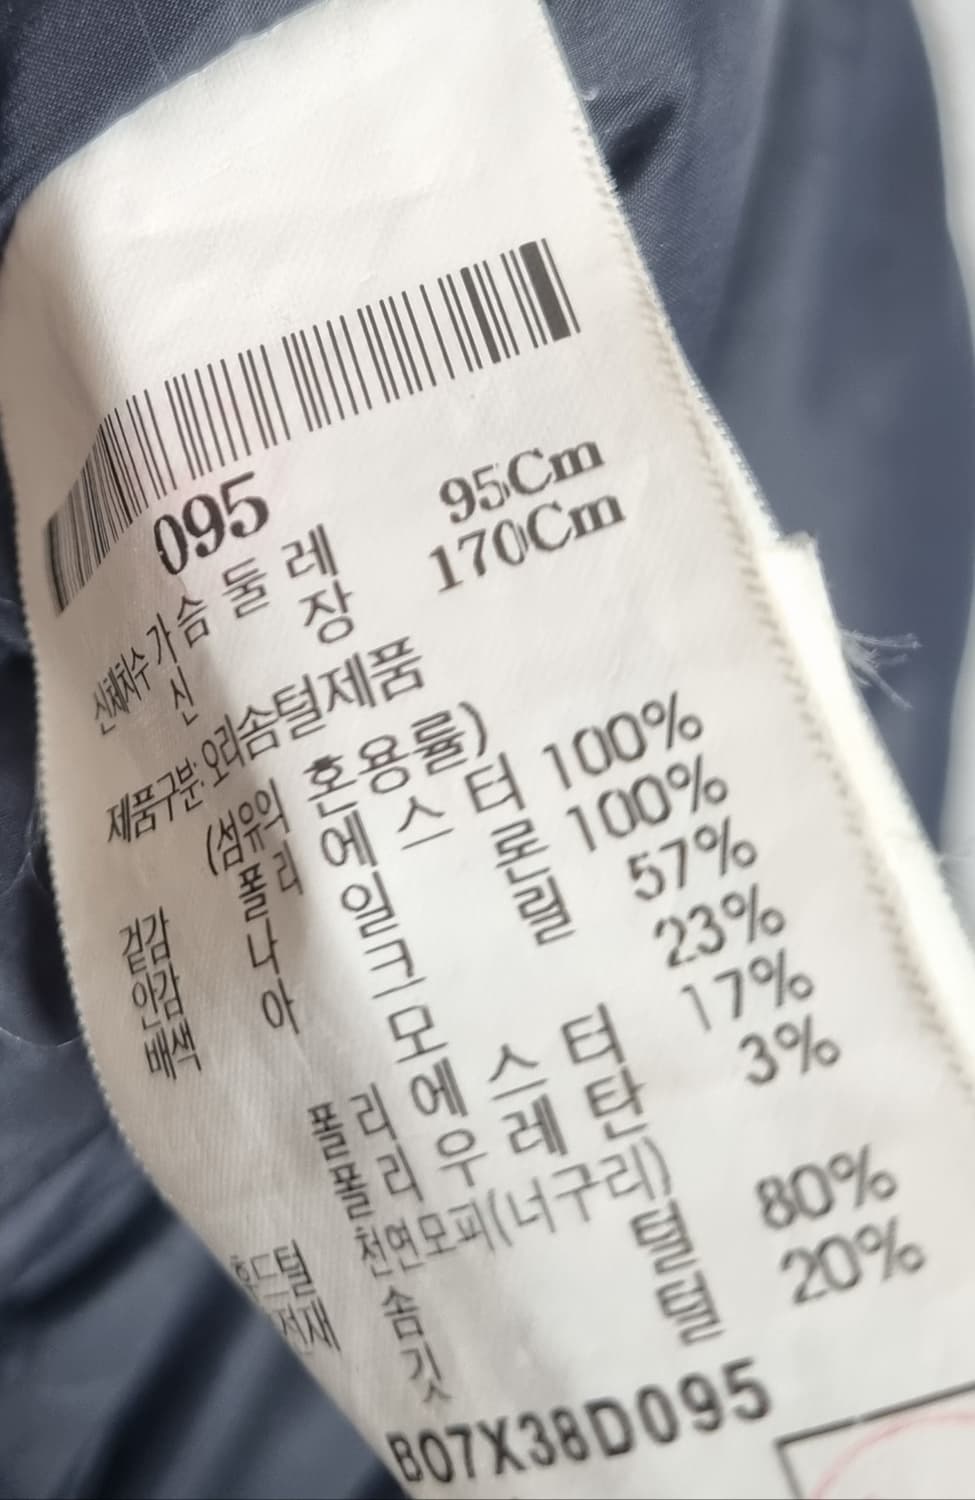 095
신체치수 가 슴 둘 레 95Cm
신 장 170Cm
제품구분: 오리솜털제품
(섬유의 혼용률)
겉감 폴 리 에 스 터 100%
안감 나 일 론 100%
배색 아 크 릴 57%
모 23%
폴 리 에 스 터 17%
폴 리 우 레 탄 3%
후드털 천연모피(너구리)
충전재 솜 털 80%
깃 털 20%
B07X38D095